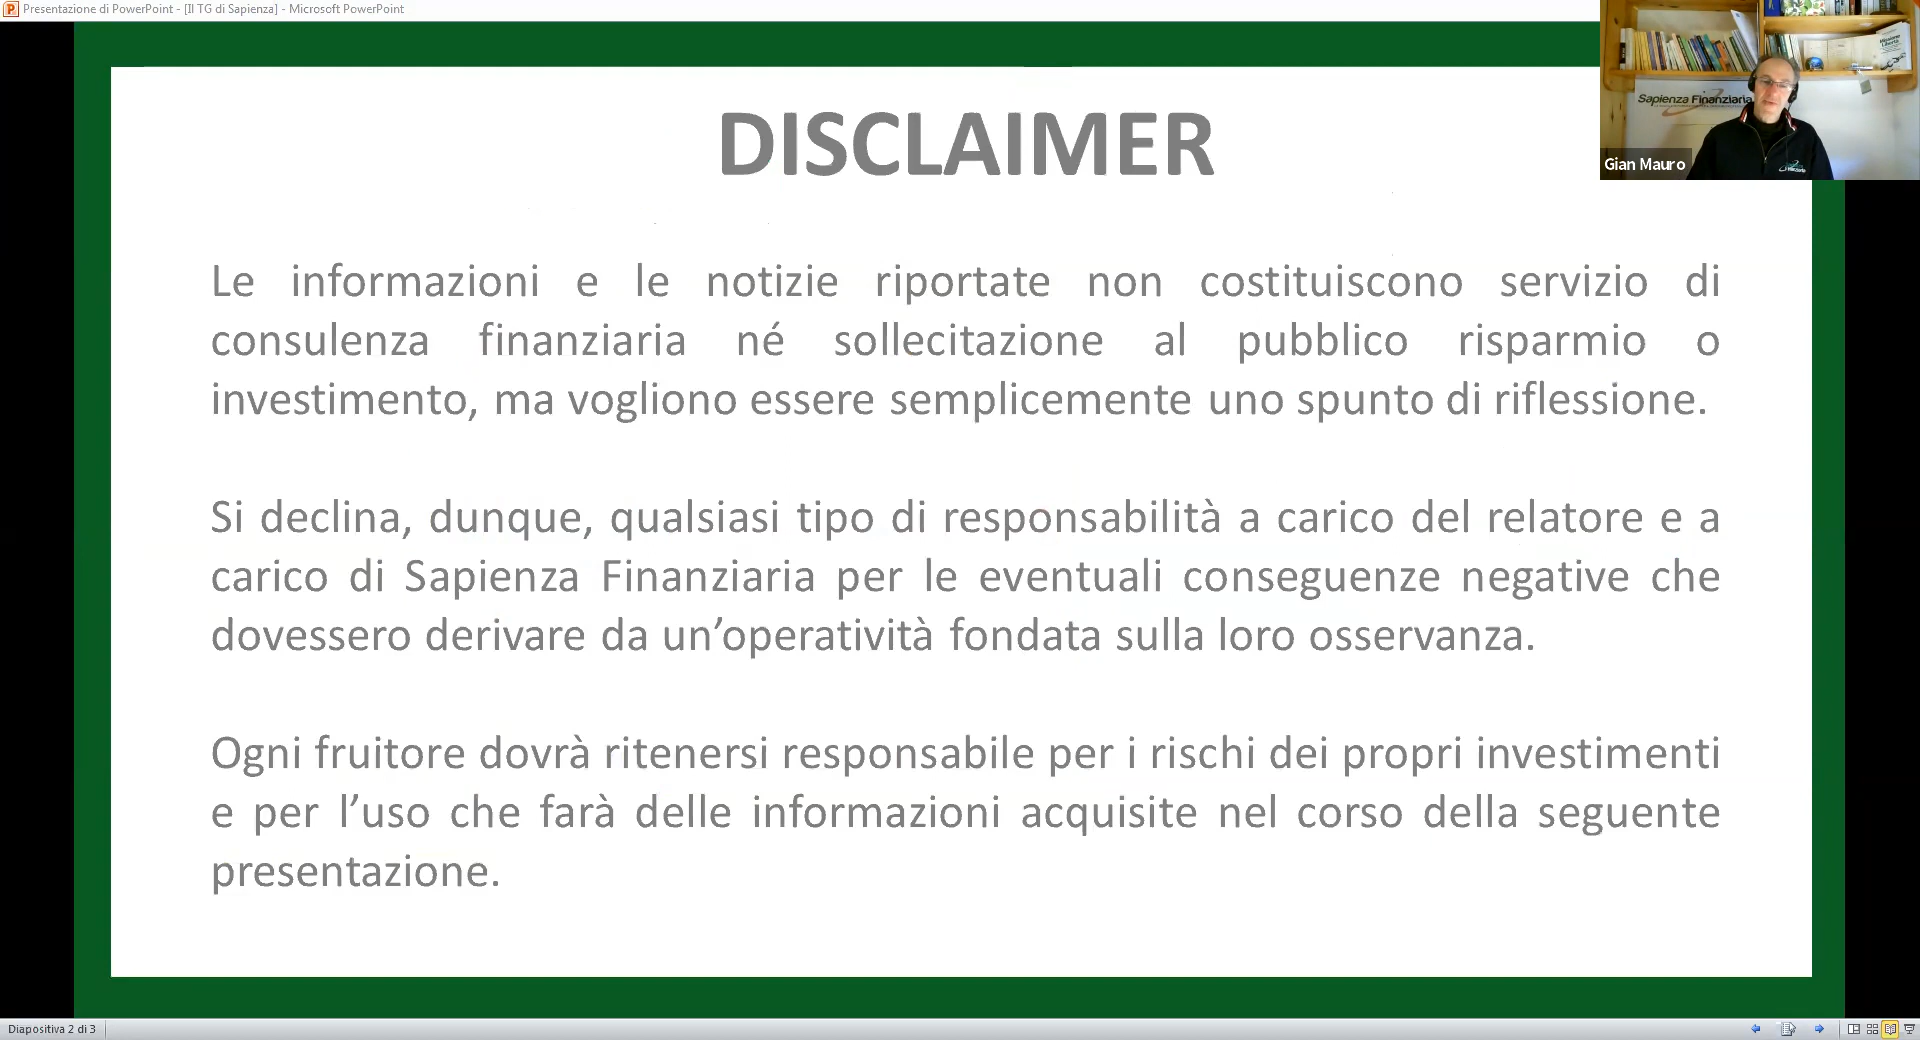 Presentazione di PowerPoint - [Il TG di Sapienza] - Microsoft PowerPoint
Sapienza Finanziaria
Gian Mauro
DISCLAIMER
Le informazioni e le notizie riportate non costituiscono servizio di
consulenza finanziaria né sollecitazione al pubblico risparmio o
investimento, ma vogliono essere semplicemente uno spunto di riflessione.
Si declina, dunque, qualsiasi tipo di responsabilità a carico del relatore e a
carico di Sapienza Finanziaria per le eventuali conseguenze negative che
dovessero derivare da un’operatività fondata sulla loro osservanza.
Ogni fruitore dovrà ritenersi responsabile per i rischi dei propri investimenti
e per l’uso che farà delle informazioni acquisite nel corso della seguente
presentazione.
Diapositiva 2 di 3